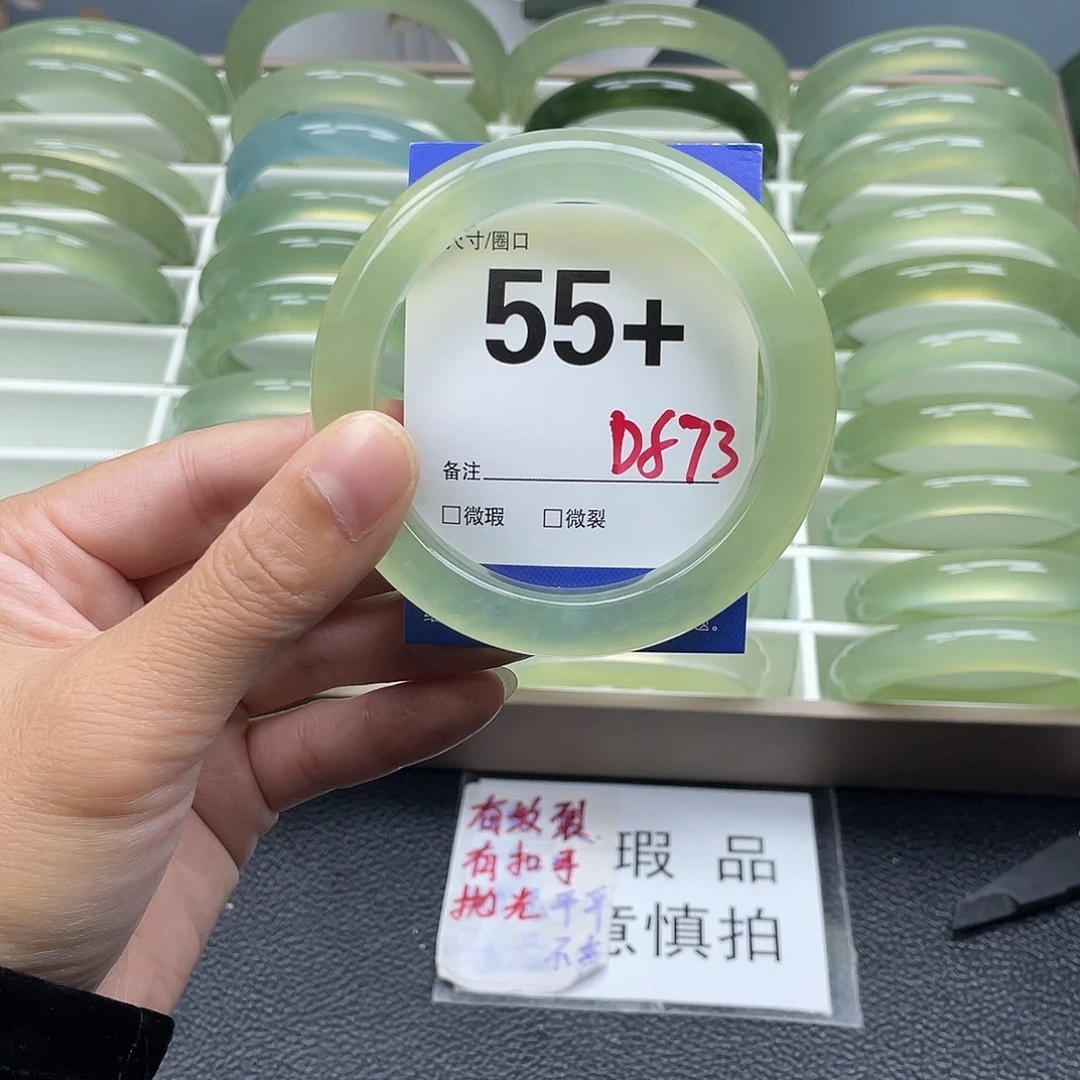 尺寸/圈口
55+
D873
备注
微瑕 微裂
有纹裂
有扣手
抛光
瑕 品
意慎拍